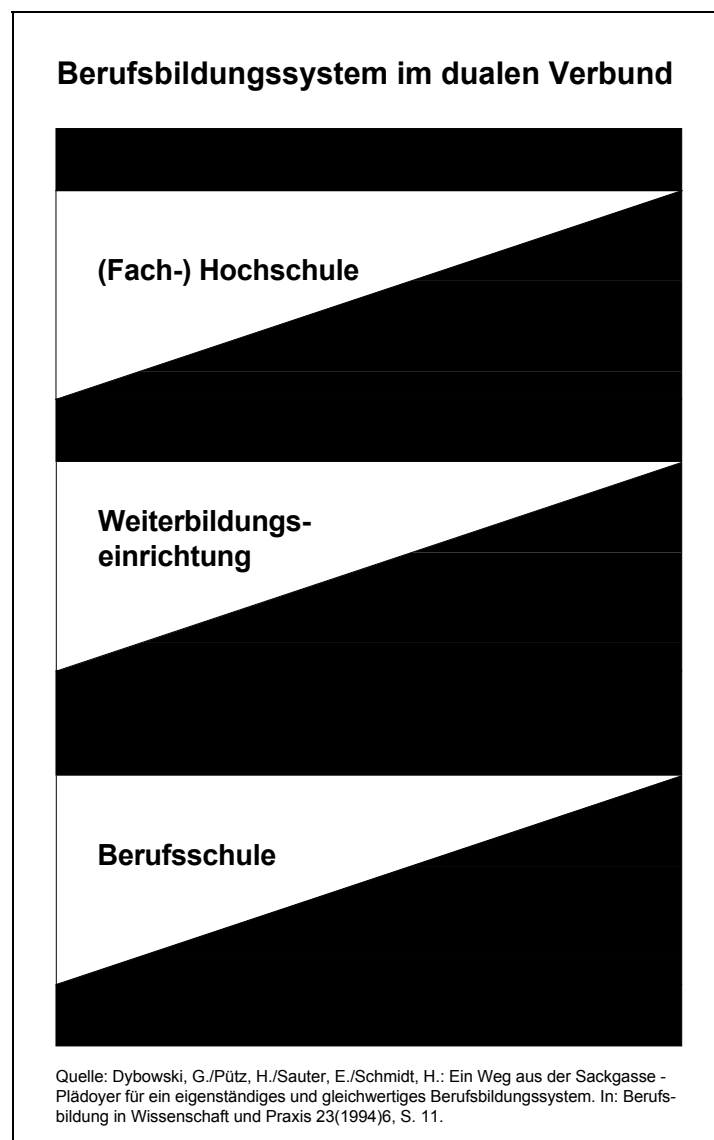 Berufsbildungssystem im dualen Verbund
(Fach-) Hochschule
Weiterbildungs-
einrichtung
Berufsschule
Quelle: Dybowski, G./Pütz, H./Sauter, E./Schmidt, H.: Ein Weg aus der Sackgasse -
Plädoyer für ein eigenständiges und gleichwertiges Berufsbildungssystem. In: Berufs-
bildung in Wissenschaft und Praxis 23(1994)6, S. 11.